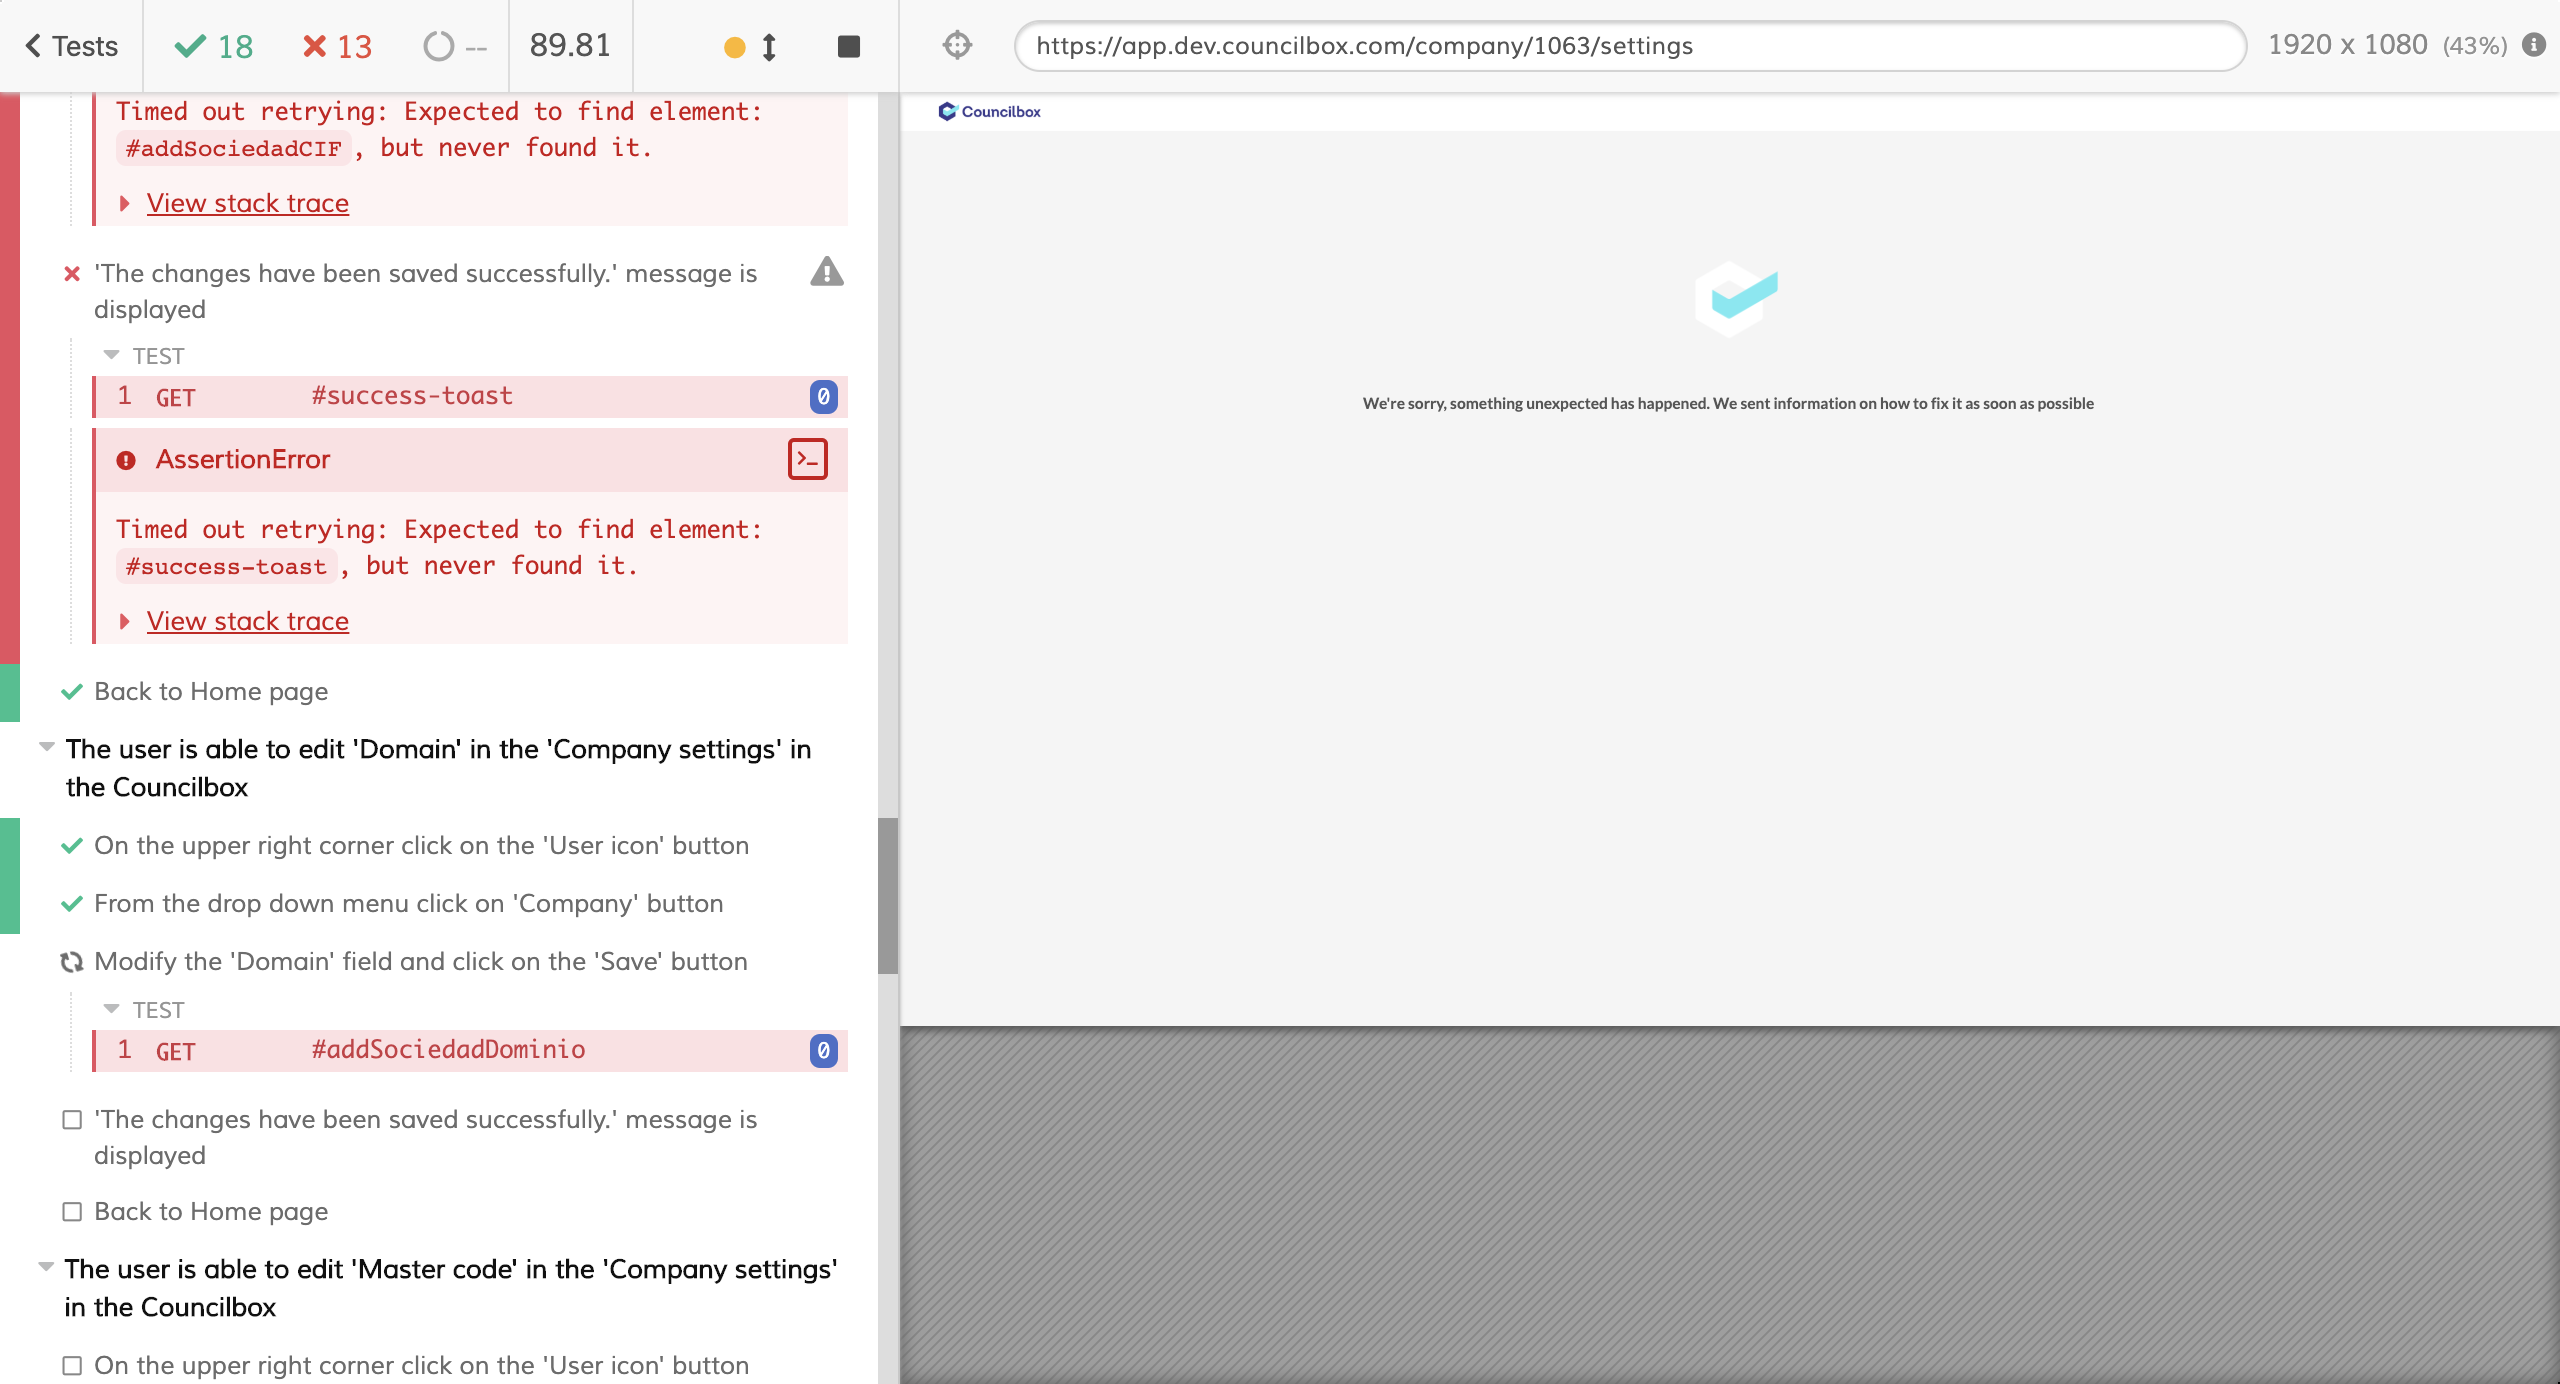 Tests
18
13
--
89.81
https://app.dev.councilbox.com/company/1063/settings
1920 x 1080 (43%)
Timed out retrying: Expected to find element:
#addSociedadCIF, but never found it.
View stack trace
'The changes have been saved successfully.' message is
displayed
TEST
1 GET #success-toast 0
AssertionError
Timed out retrying: Expected to find element:
#success-toast, but never found it.
View stack trace
Back to Home page
The user is able to edit 'Domain' in the 'Company settings' in
the Councilbox
On the upper right corner click on the 'User icon' button
From the drop down menu click on 'Company' button
Modify the 'Domain' field and click on the 'Save' button
TEST
1 GET #addSociedadDominio 0
'The changes have been saved successfully.' message is
displayed
Back to Home page
The user is able to edit 'Master code' in the 'Company settings'
in the Councilbox
On the upper right corner click on the 'User icon' button
Councilbox
We're sorry, something unexpected has happened. We sent information on how to fix it as soon as possible